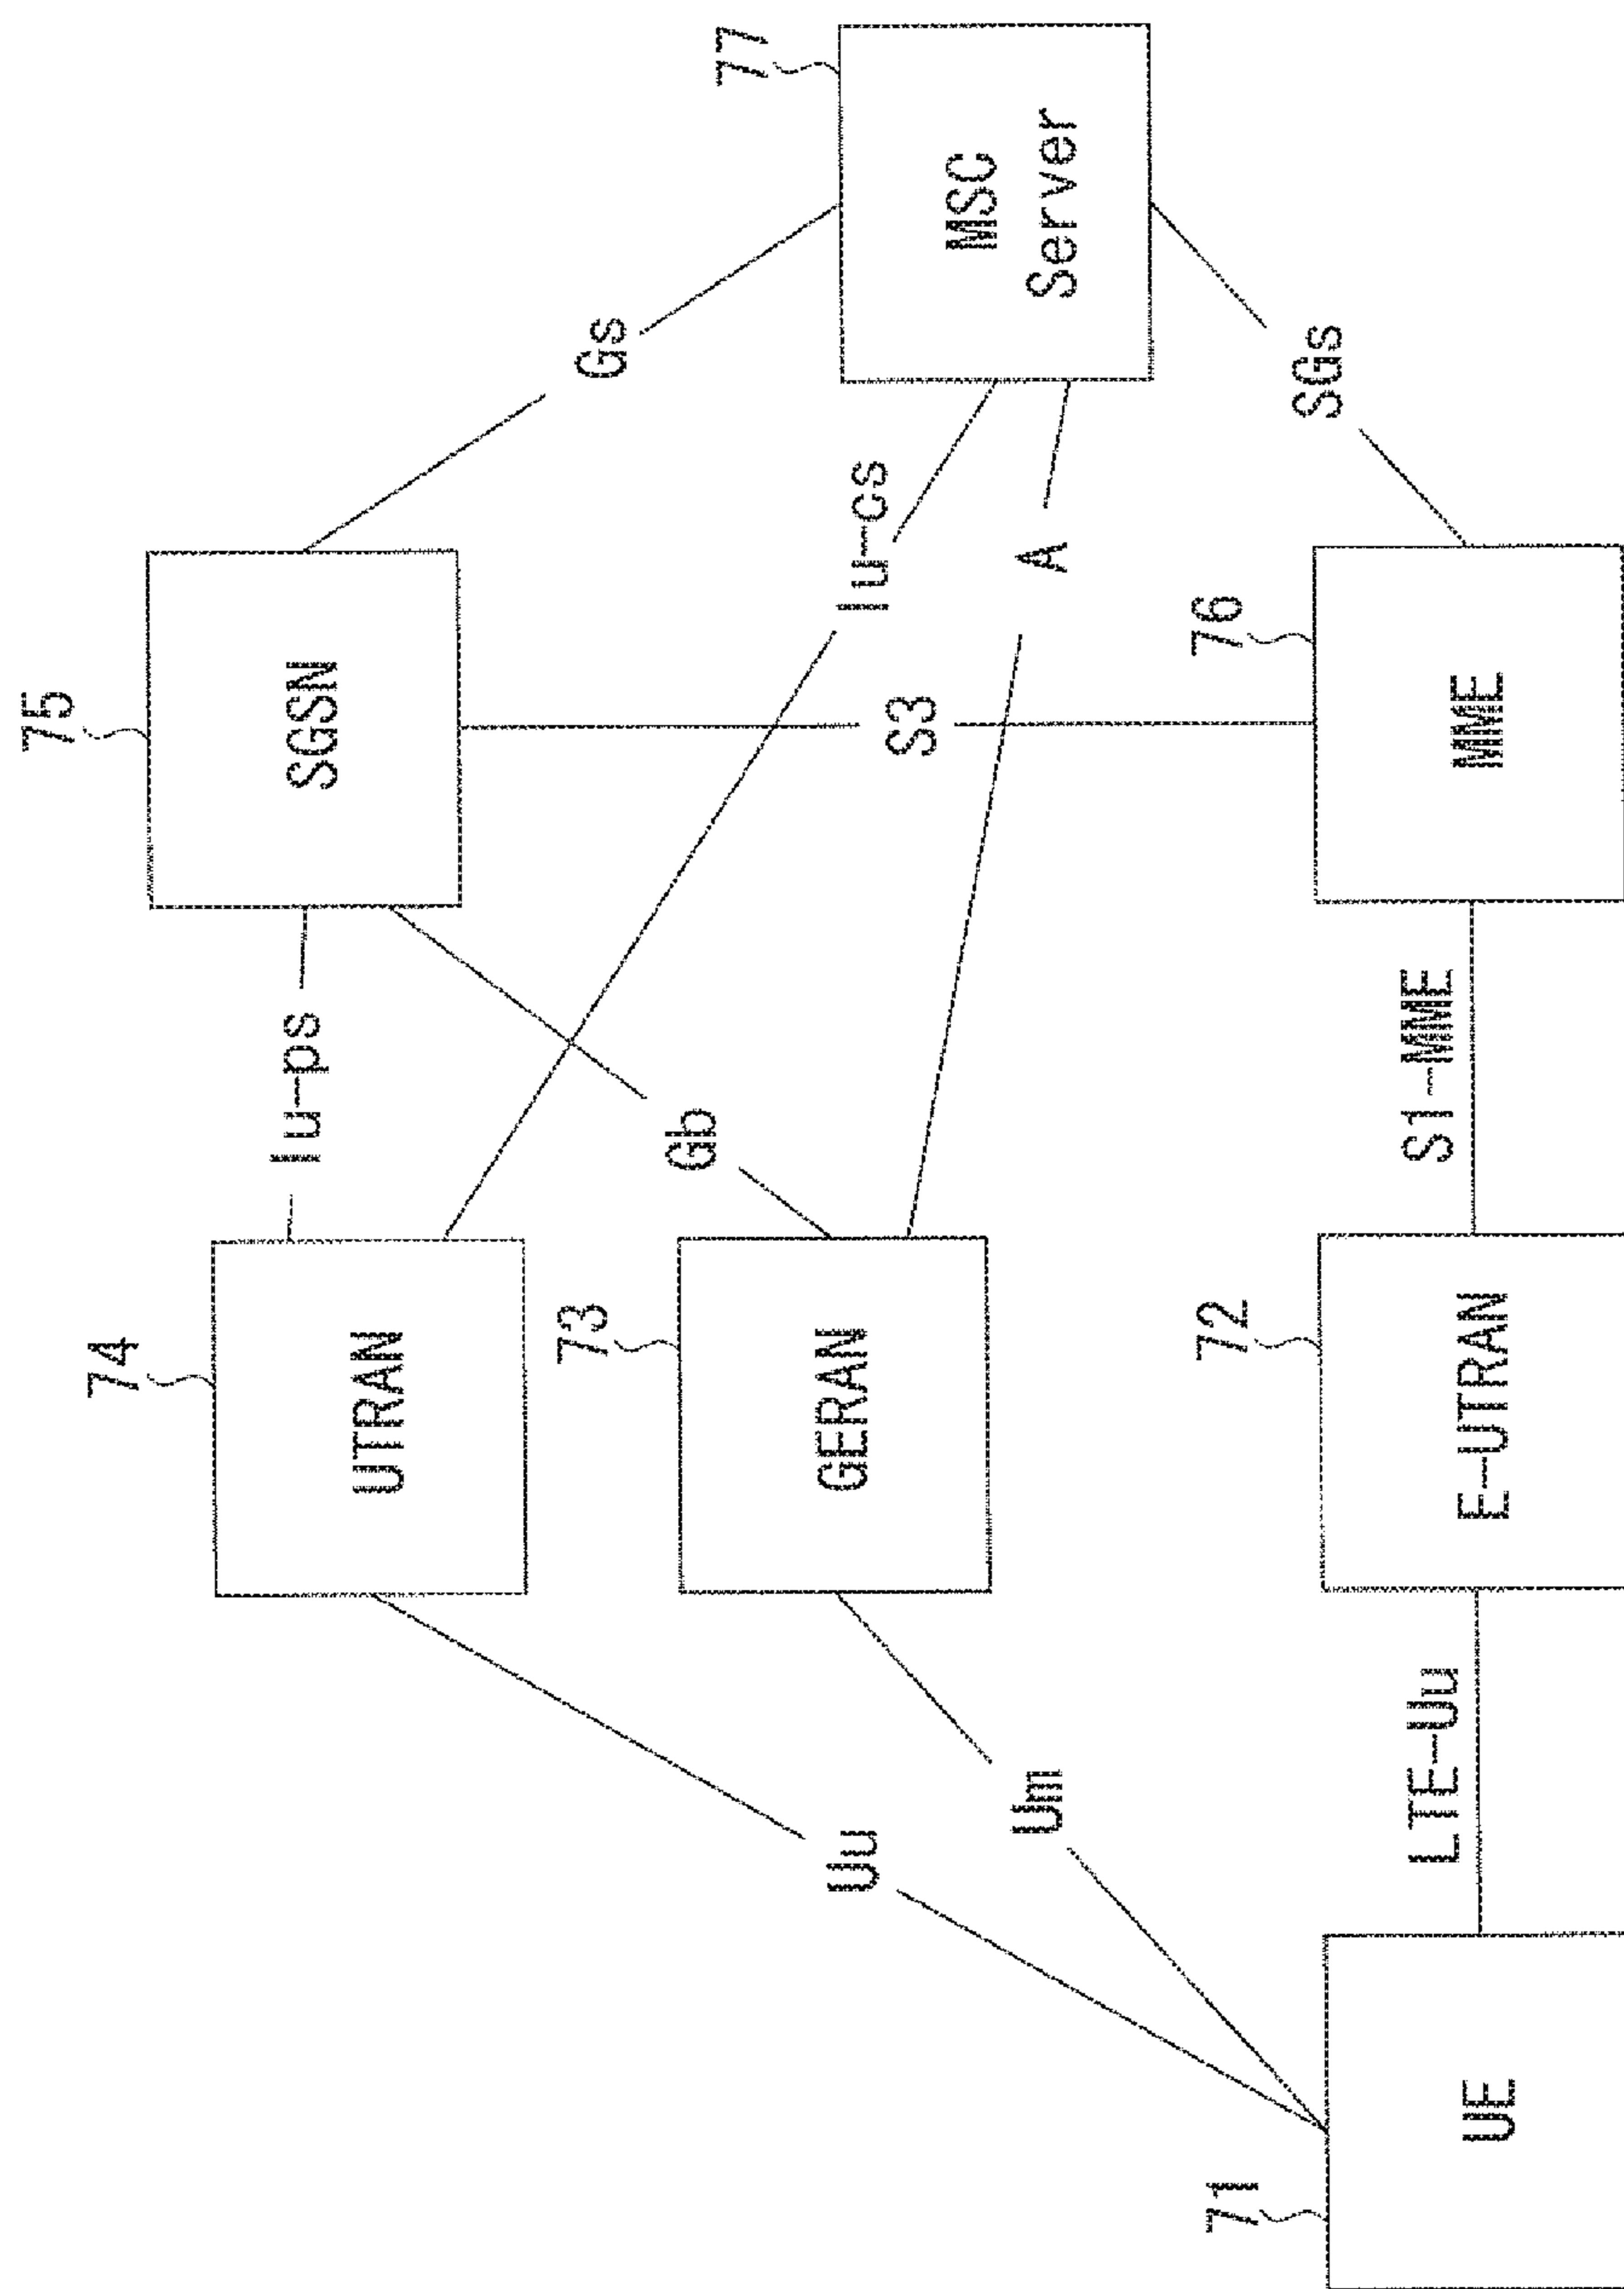 75
SGSN
74
UTRAN
Iu-ps
Gs
77
MSC
Server
Iu-cs
Uu
73
GERAN
Gb
S3
A
Um
SGs
71
UE
LTE-Uu
72
E-UTRAN
S1-MME
76
MME